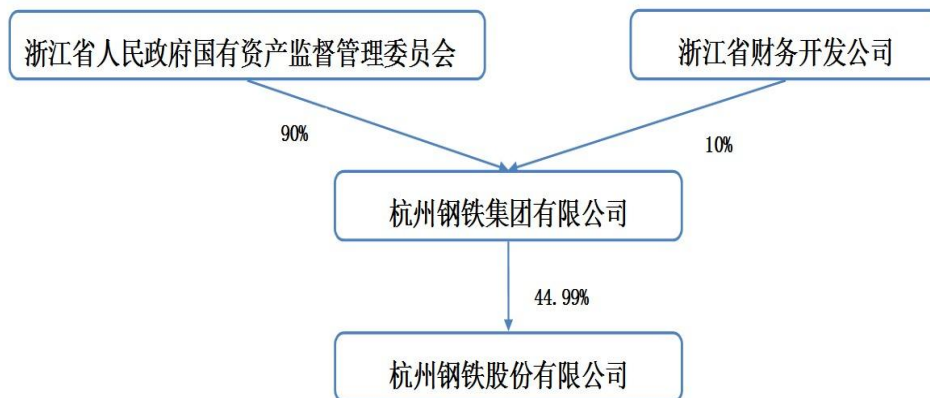 浙江省人民政府国有资产监督管理委员会
浙江省财务开发公司
90%
10%
杭州钢铁集团有限公司
44.99%
杭州钢铁股份有限公司